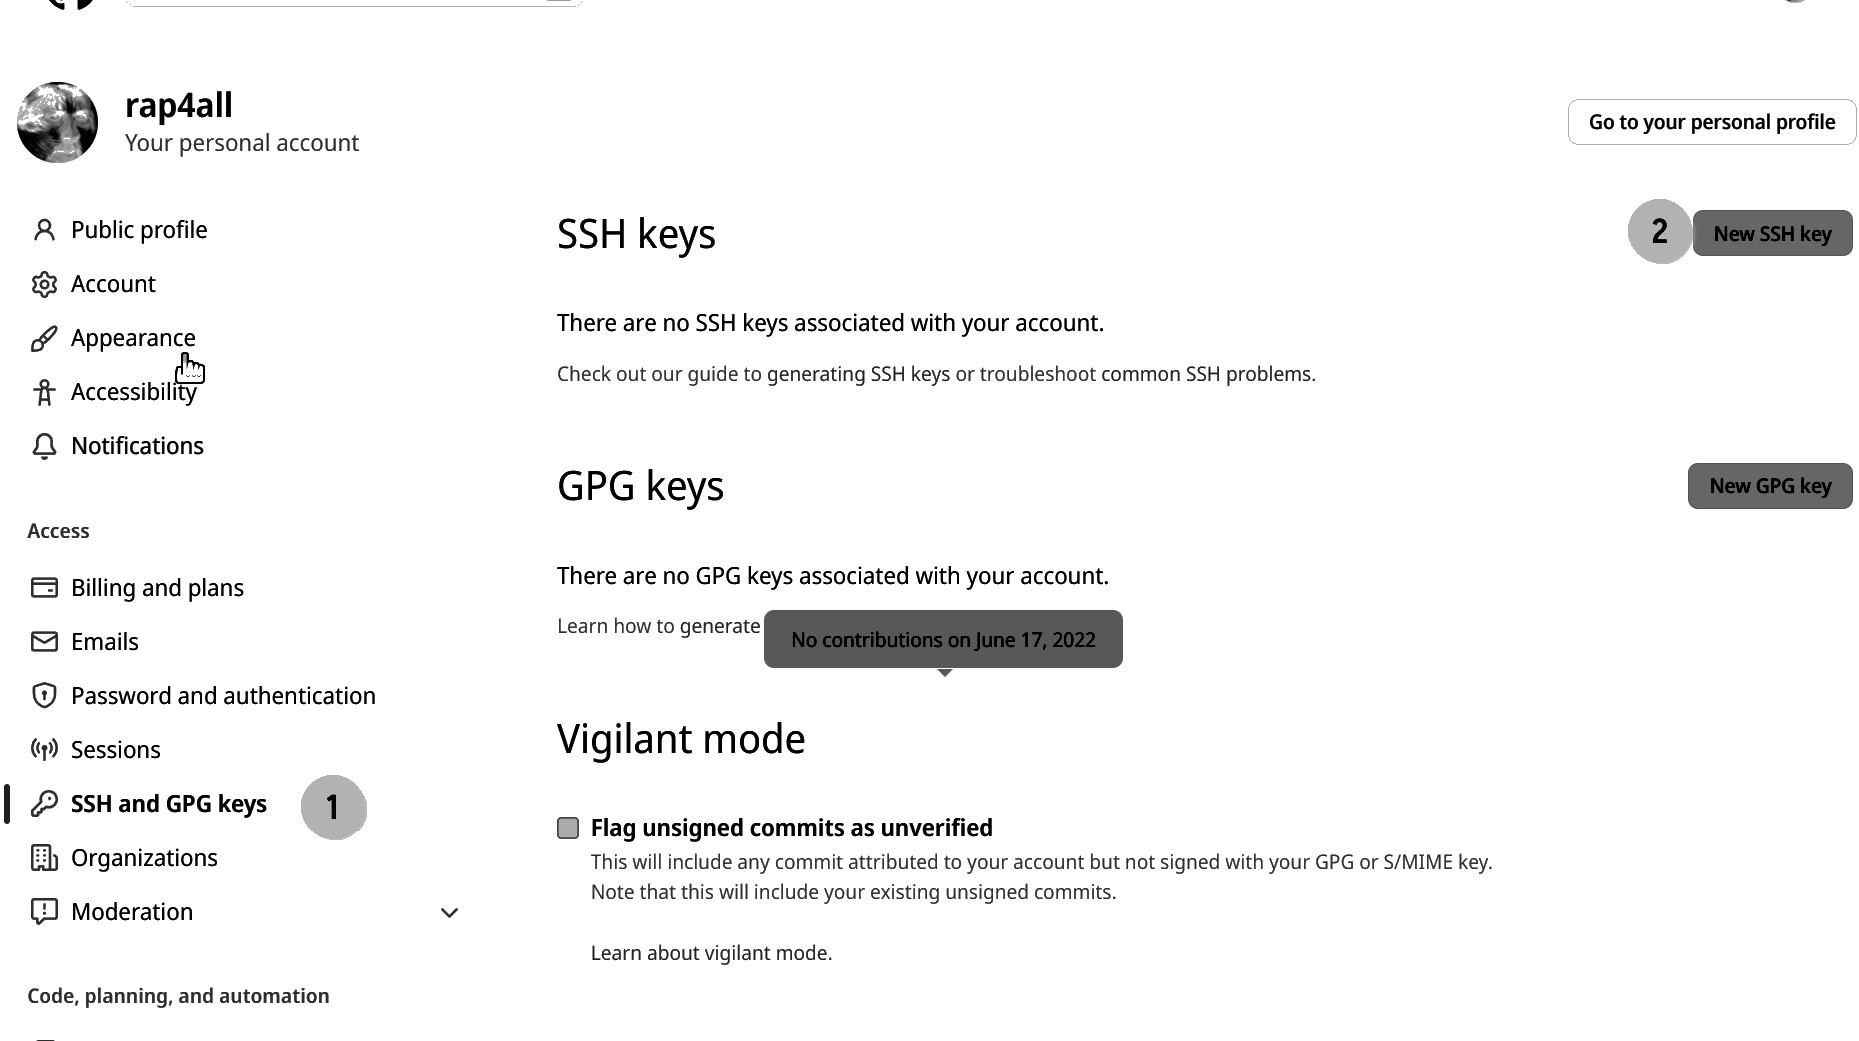 rap4all
Your personal account
Go to your personal profile
Public profile
Account
Appearance
Accessibility
Notifications
Access
Billing and plans
Emails
Password and authentication
Sessions
SSH and GPG keys
1
Organizations
Moderation
Code, planning, and automation
SSH keys
2
New SSH key
There are no SSH keys associated with your account.
Check out our guide to generating SSH keys or troubleshoot common SSH problems.
GPG keys
New GPG key
There are no GPG keys associated with your account.
Learn how to generate
No contributions on June 17, 2022
Vigilant mode
Flag unsigned commits as unverified
This will include any commit attributed to your account but not signed with your GPG or S/MIME key.
Note that this will include your existing unsigned commits.
Learn about vigilant mode.